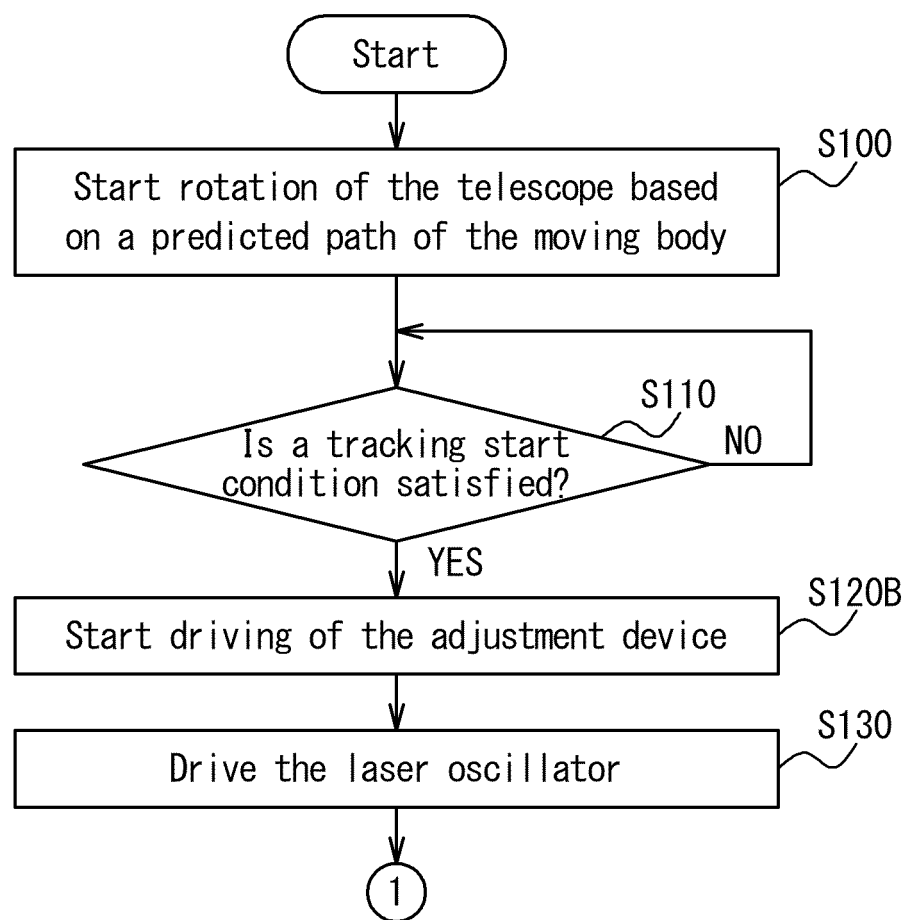 Start
S100
Start rotation of the telescope based
on a predicted path of the moving body
S110
Is a tracking start
condition satisfied?
NO
YES
S120B
Start driving of the adjustment device
S130
Drive the laser oscillator
1